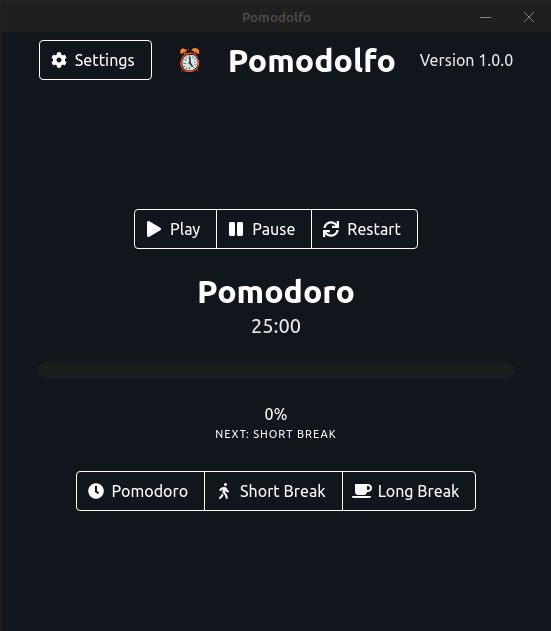 Pomodolfo
Settings Pomodolfo Version 1.0.0
Play Pause Restart
Pomodoro
25:00
0%
NEXT: SHORT BREAK
Pomodoro Short Break Long Break